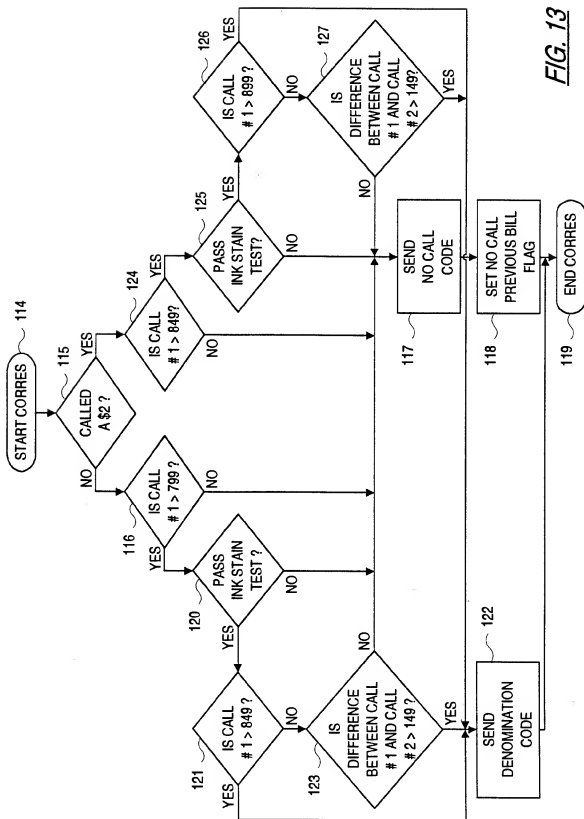 START CORRES
114
115
CALLED
A $2 ?
NO
YES
116
IS CALL
# 1 > 799 ?
YES
NO
124
IS CALL
# 1 > 849?
YES
NO
120
PASS
INK STAIN
TEST ?
YES
NO
125
PASS
INK STAIN
TEST?
YES
NO
121
IS CALL
# 1 > 849 ?
YES
NO
126
IS CALL
# 1 > 899 ?
YES
NO
123
IS
DIFFERENCE
BETWEEN CALL
# 1 AND CALL
# 2 > 149 ?
NO
YES
127
IS
DIFFERENCE
BETWEEN CALL
# 1 AND CALL
# 2 > 149?
NO
YES
SEND
NO CALL
CODE
117
SEND
DENOMINATION
CODE
122
SET NO CALL
PREVIOUS BILL
FLAG
118
END CORRES
119
FIG. 13